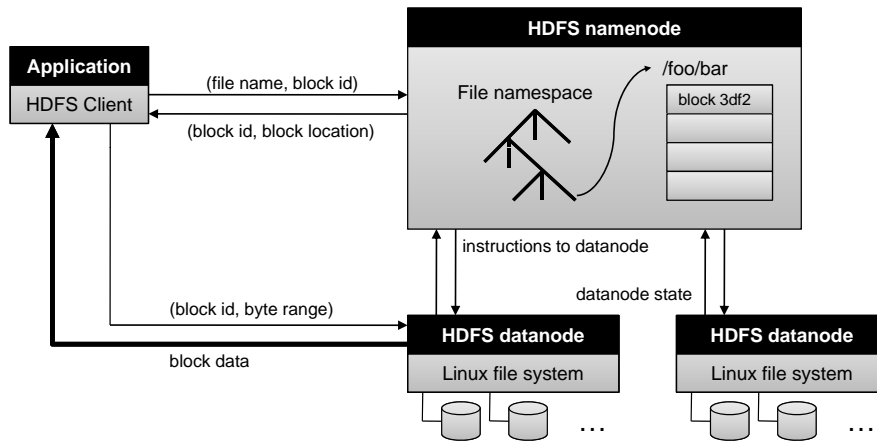 HDFS namenode
Application
HDFS Client
(file name, block id)
(block id, block location)
File namespace
/foo/bar
block 3df2
instructions to datanode
datanode state
(block id, byte range)
block data
HDFS datanode
Linux file system
...
HDFS datanode
Linux file system
...